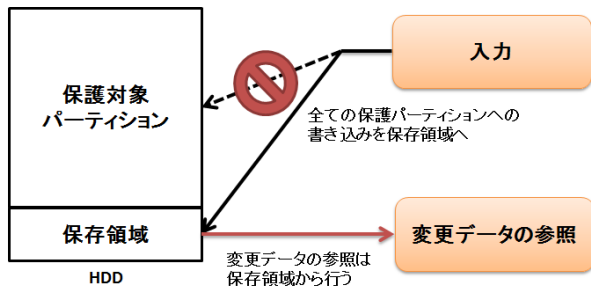 保護対象
パーティション
入力
全ての保護パーティションへの
書き込みを保存領域へ
保存領域
変更データの参照
変更データの参照は
保存領域から行う
HDD